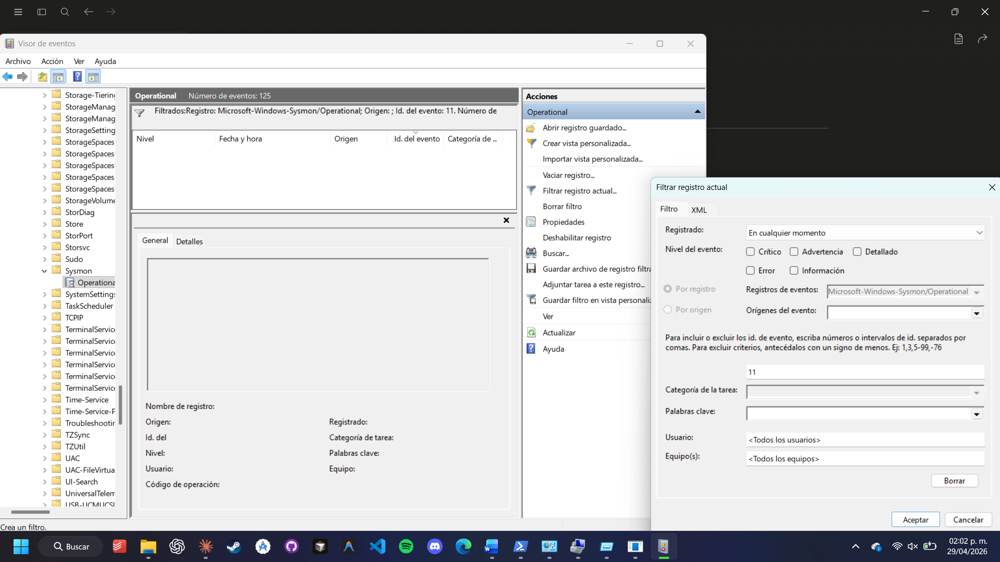 Visor de eventos
Archivo Acción Ver Ayuda
Storage-Tiering
StorageManag
StorageManag
StorageSetting
StorageSpaces
StorageSpaces
StorageSpaces
StorageSpaces
StorageSpaces
StorageVolume
StorDiag
Store
StorPort
Storsvc
Sudo
Sysmon
Operationa
SystemSettings
TaskScheduler
TCPIP
TerminalService
TerminalService
TerminalService
TerminalService
TerminalService
TerminalService
Time-Service
Time-Service-P
Troubleshootin
TZSync
TZUtil
UAC
UAC-FileVirtua
UI-Search
UniversalTelem
USB-UCMUCSI
Crea un filtro.
Operational Número de eventos: 125
Filtrados:Registro: Microsoft-Windows-Sysmon/Operational; Origen: ; Id. del evento: 11. Número de
Nivel Fecha y hora Origen Id. del evento Categoría de ...
General Detalles
Nombre de registro:
Origen: Registrado:
Id. del Categoría de tarea:
Nivel: Palabras clave:
Usuario: Equipo:
Código de operación:
Acciones
Operational
Abrir registro guardado...
Crear vista personalizada...
Importar vista personalizada...
Vaciar registro...
Filtrar registro actual...
Borrar filtro
Propiedades
Deshabilitar registro
Buscar...
Guardar archivo de registro filtra
Adjuntar tarea a este registro...
Guardar filtro en vista personaliz
Ver
Actualizar
Ayuda
Filtrar registro actual
Filtro XML
Registrado: En cualquier momento
Nivel del evento: Crítico Advertencia Detallado
Error Información
Por registro Registros de eventos: Microsoft-Windows-Sysmon/Operational
Por origen Orígenes del evento:
Para incluir o excluir los id. de evento, escriba números o intervalos de id. separados por
comas. Para excluir criterios, antecédalos con un signo de menos. Ej: 1,3,5-99,-76
11
Categoría de la tarea:
Palabras clave:
Usuario: <Todos los usuarios>
Equipo(s): <Todos los equipos>
Borrar
Aceptar Cancelar
Buscar
02:02 p. m.
29/04/2026